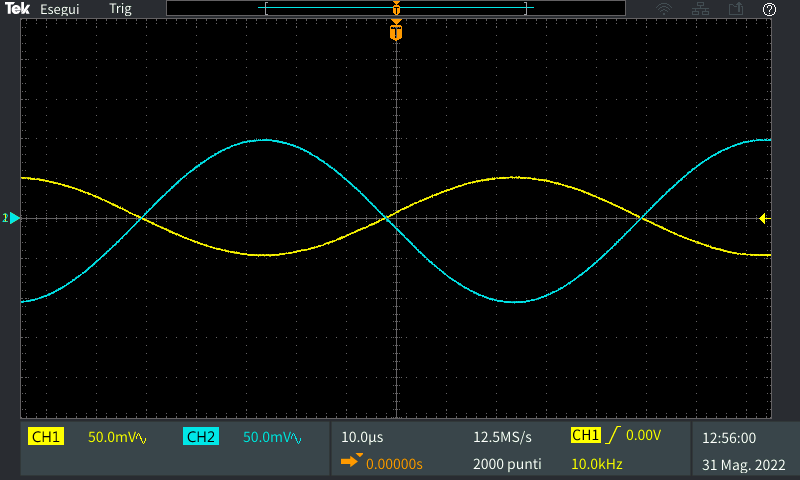 Tek Esegui Trig
T
T
CH1 50.0mV CH2 50.0mV 10.0µs 12.5MS/s CH1 0.00V 12:56:00
0.00000s 2000 punti 10.0kHz 31 Mag. 2022